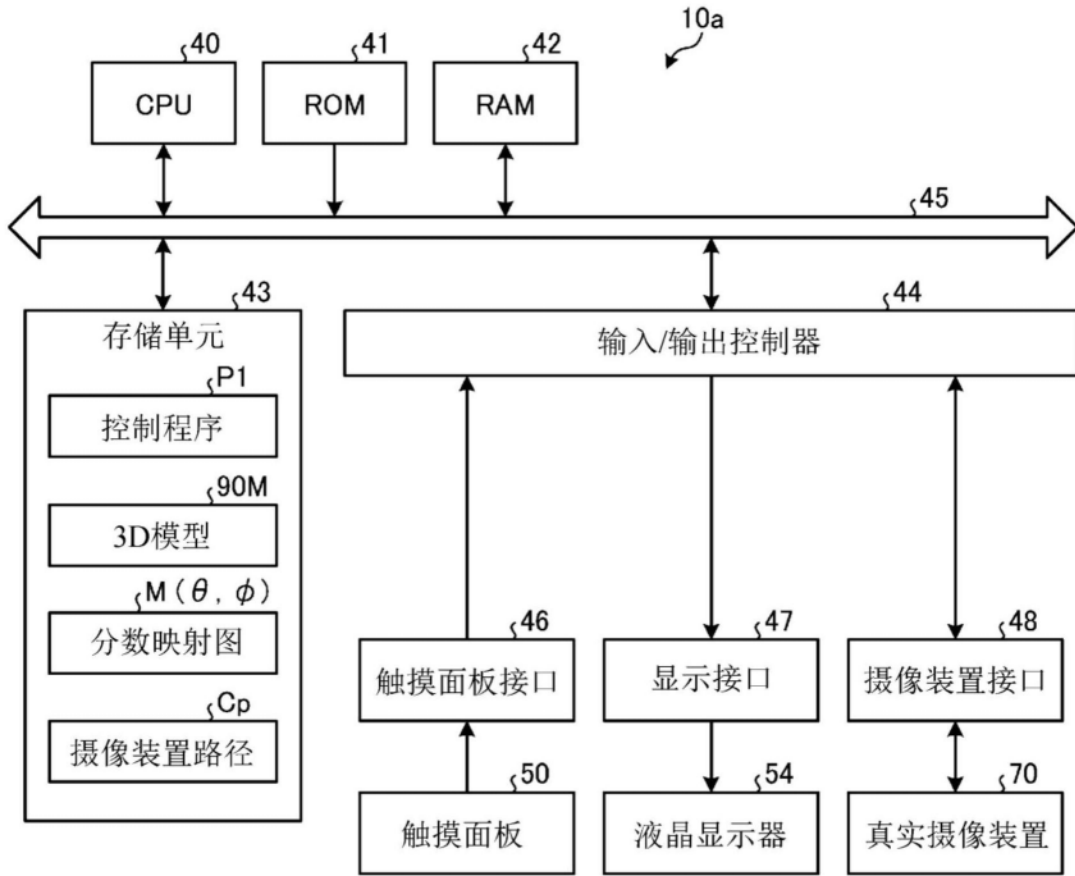 10a
40
41
42
CPU
ROM
RAM
45
43
44
存储单元
输入/输出控制器
P1
控制程序
90M
3D模型
M(θ, φ)
分数映射图
46
47
48
触摸面板接口
显示接口
摄像装置接口
Cp
摄像装置路径
50
54
70
触摸面板
液晶显示器
真实摄像装置